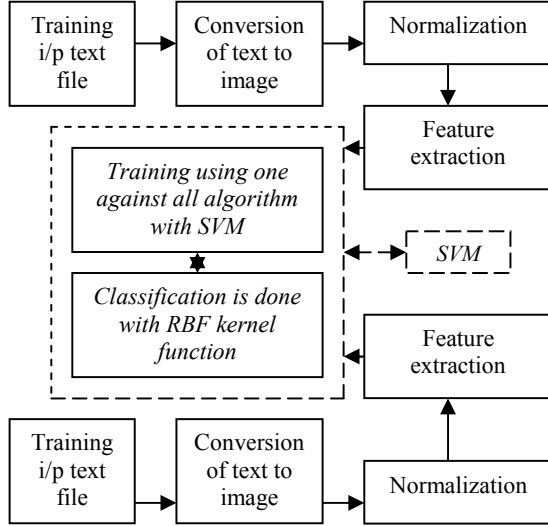 Training
i/p text
file
Conversion
of text to
image
Normalization
Feature
extraction
Training using one
against all algorithm
with SVM
SVM
Classification is done
with RBF kernel
function
Feature
extraction
Training
i/p text
file
Conversion
of text to
image
Normalization